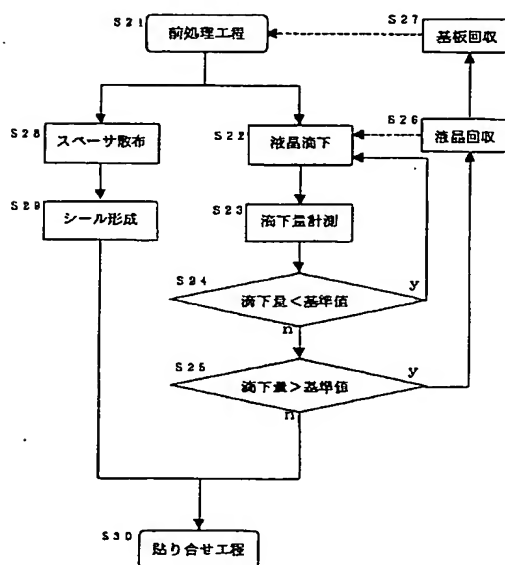 S21
前処理工程
S27
基板回収
S28
スペーサ散布
S22
液晶滴下
S26
液晶回収
S29
シール形成
S23
滴下量計測
S24
滴下量<基準値
y
n
S25
滴下量>基準値
y
n
S30
貼り合せ工程